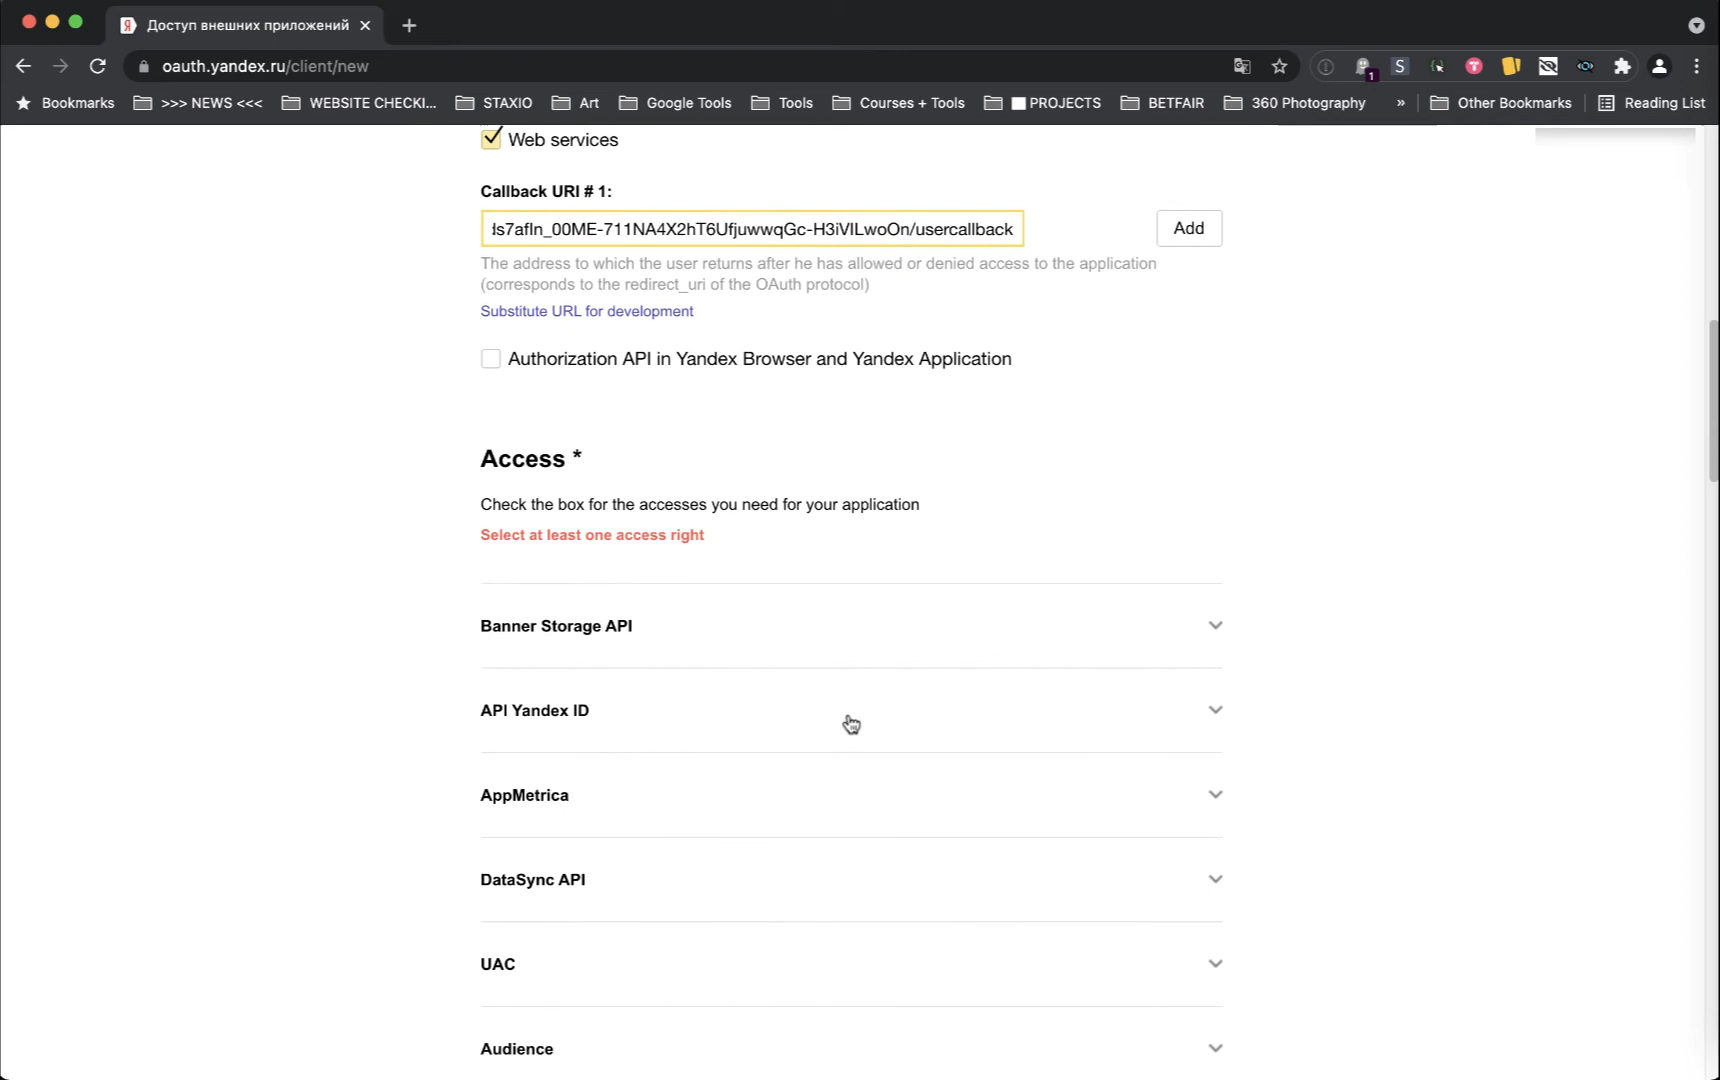 Доступ внешних приложений
oauth.yandex.ru/client/new
1
S
Bookmarks
>>> NEWS <<<
WEBSITE CHECKI...
STAXIO
Art
Google Tools
Tools
Courses + Tools
PROJECTS
BETFAIR
360 Photography
»
Other Bookmarks
Reading List
Web services
Callback URI # 1:
Add
The address to which the user returns after he has allowed or denied access to the application
(corresponds to the redirect_uri of the OAuth protocol)
Substitute URL for development
Authorization API in Yandex Browser and Yandex Application
Access *
Check the box for the accesses you need for your application
Select at least one access right
Banner Storage API
API Yandex ID
AppMetrica
DataSync API
UAC
Audience